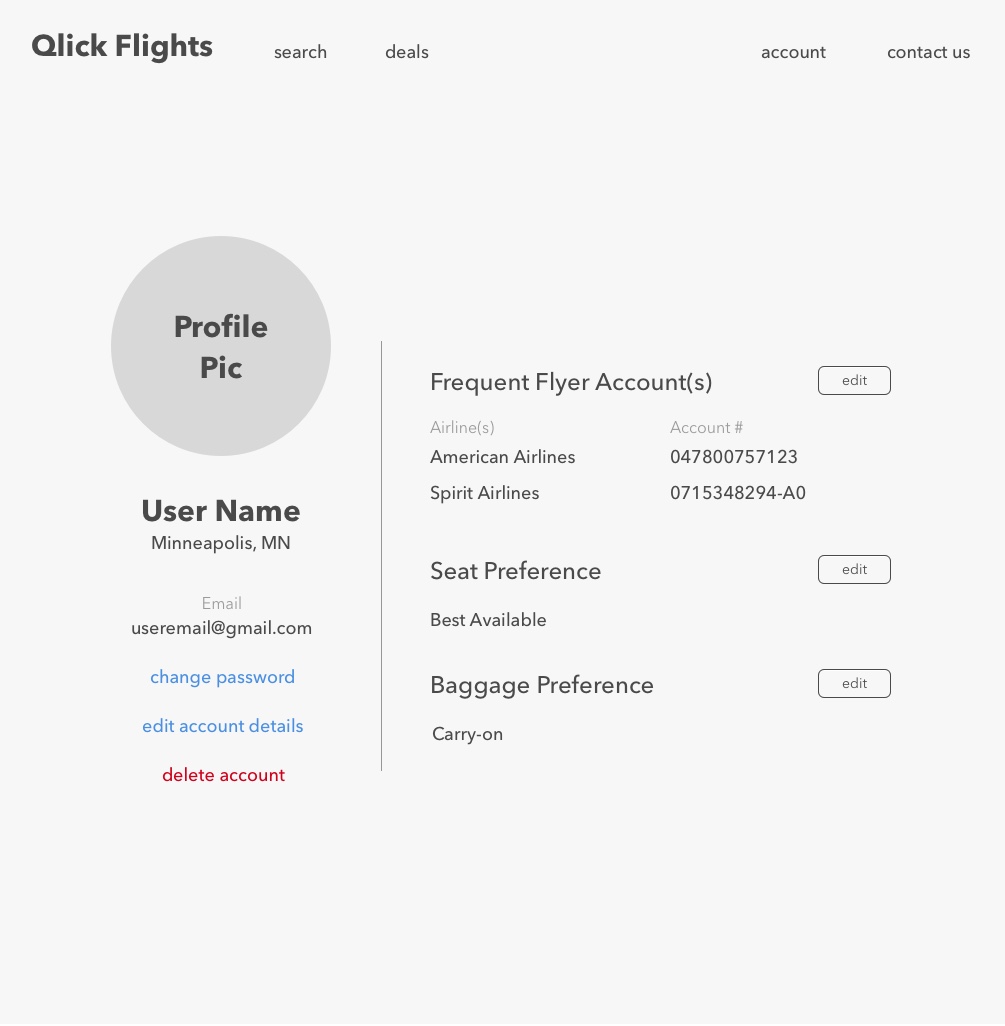 Qlick Flights search deals account contact us
Profile
Pic
User Name
Minneapolis, MN
Email
useremail@gmail.com
change password
edit account details
delete account
Frequent Flyer Account(s) edit
Airline(s) Account #
American Airlines 047800757123
Spirit Airlines 0715348294-A0
Seat Preference edit
Best Available
Baggage Preference edit
Carry-on